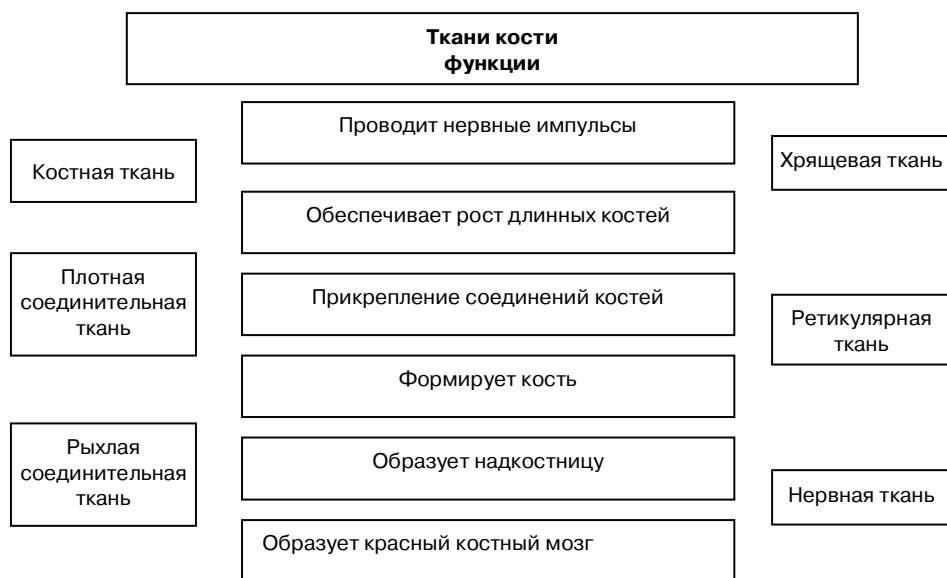 Ткани кости
функции
Проводит нервные импульсы
Костная ткань
Хрящевая ткань
Обеспечивает рост длинных костей
Плотная
соединительная
ткань
Прикрепление соединений костей
Ретикулярная
ткань
Формирует кость
Рыхлая
соединительная
ткань
Образует надкостницу
Нервная ткань
Образует красный костный мозг